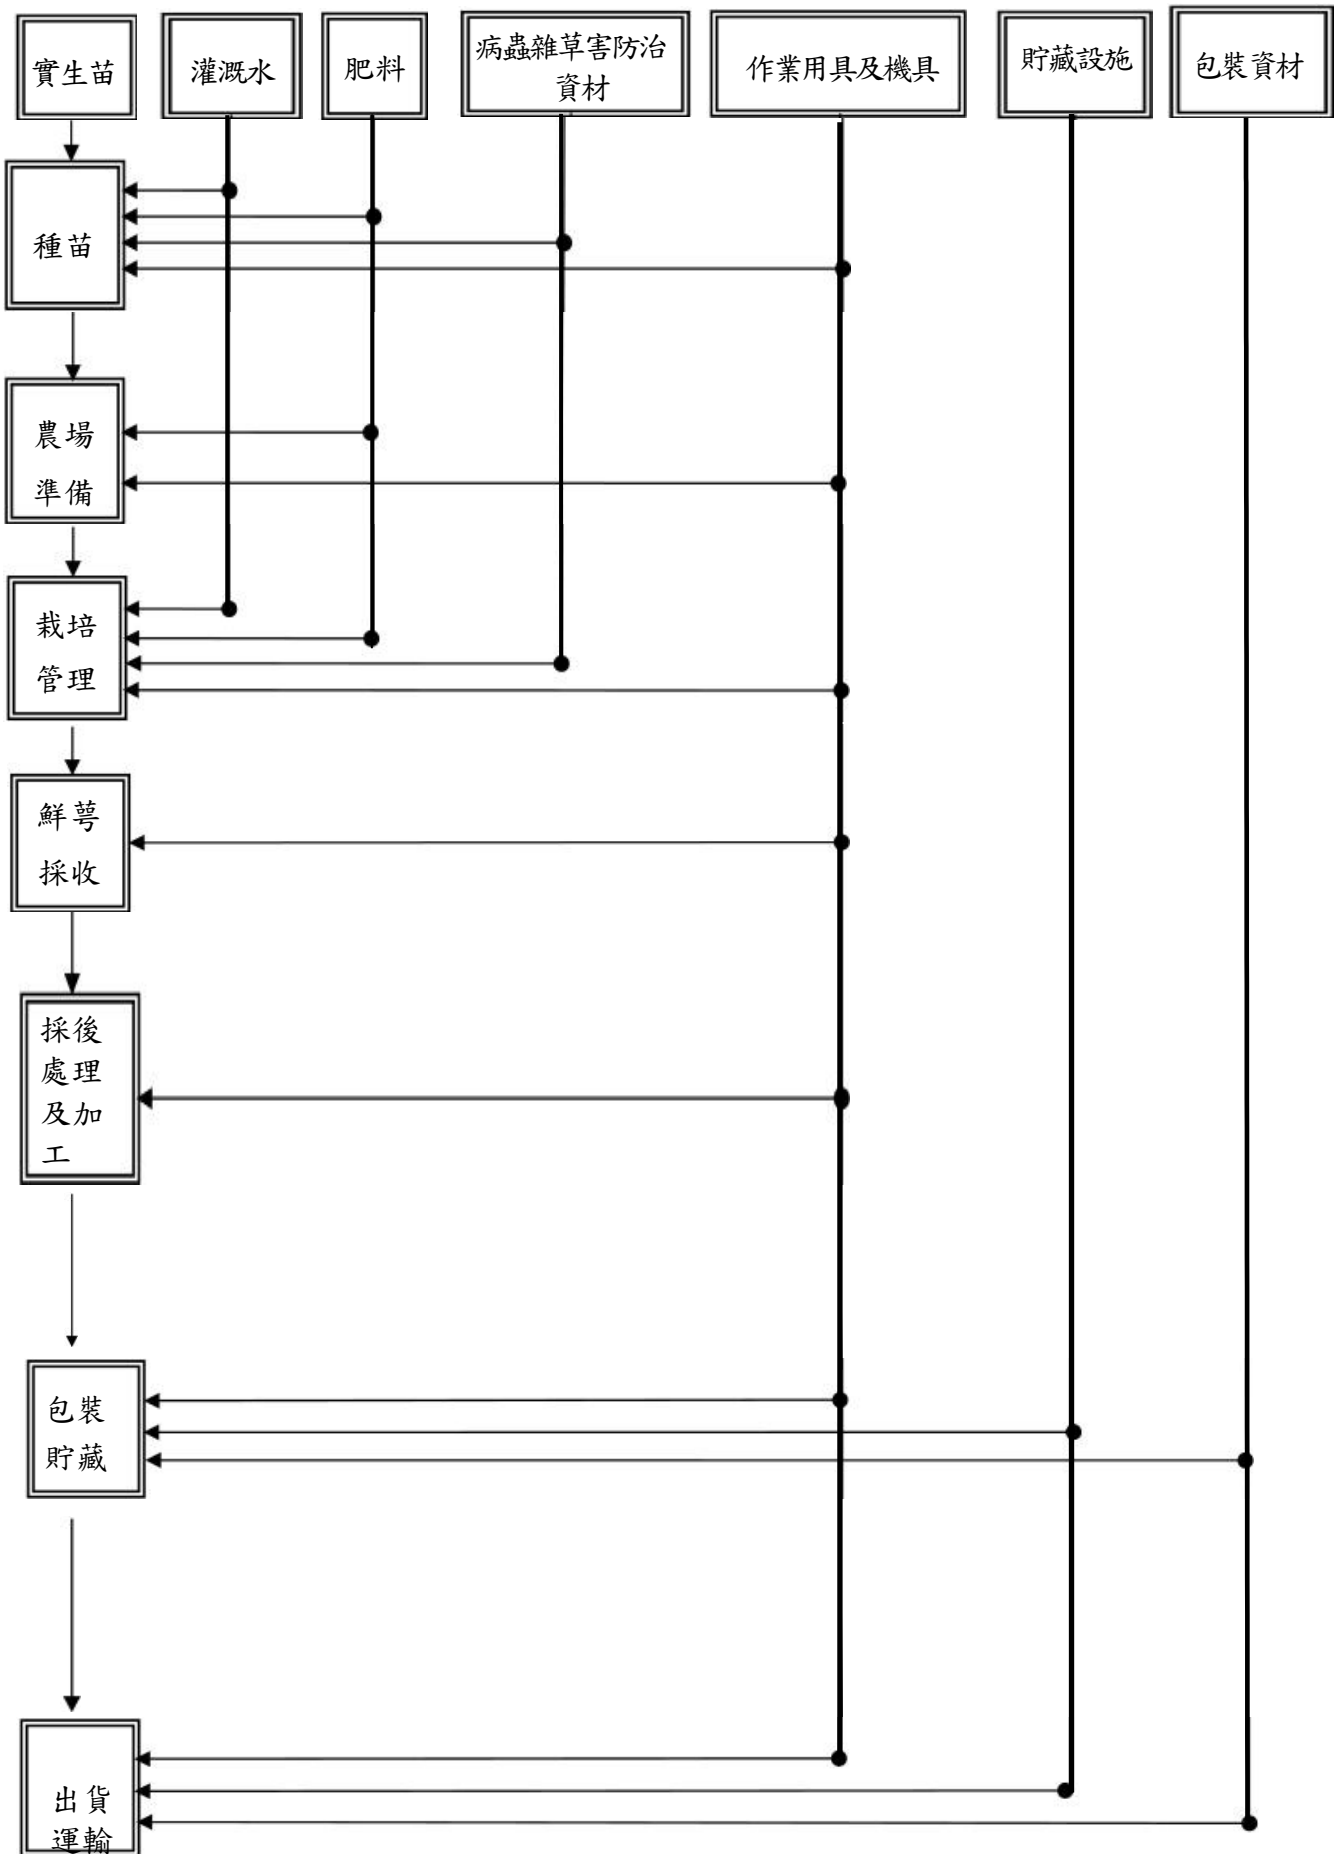 實生苗
灌溉水
肥料
病蟲雜草害防治
資材
作業用具及機具
貯藏設施
包裝資材
種苗
農場
準備
栽培
管理
鮮萼
採收
採後
處理
及加
工
包裝
貯藏
出貨
運輸